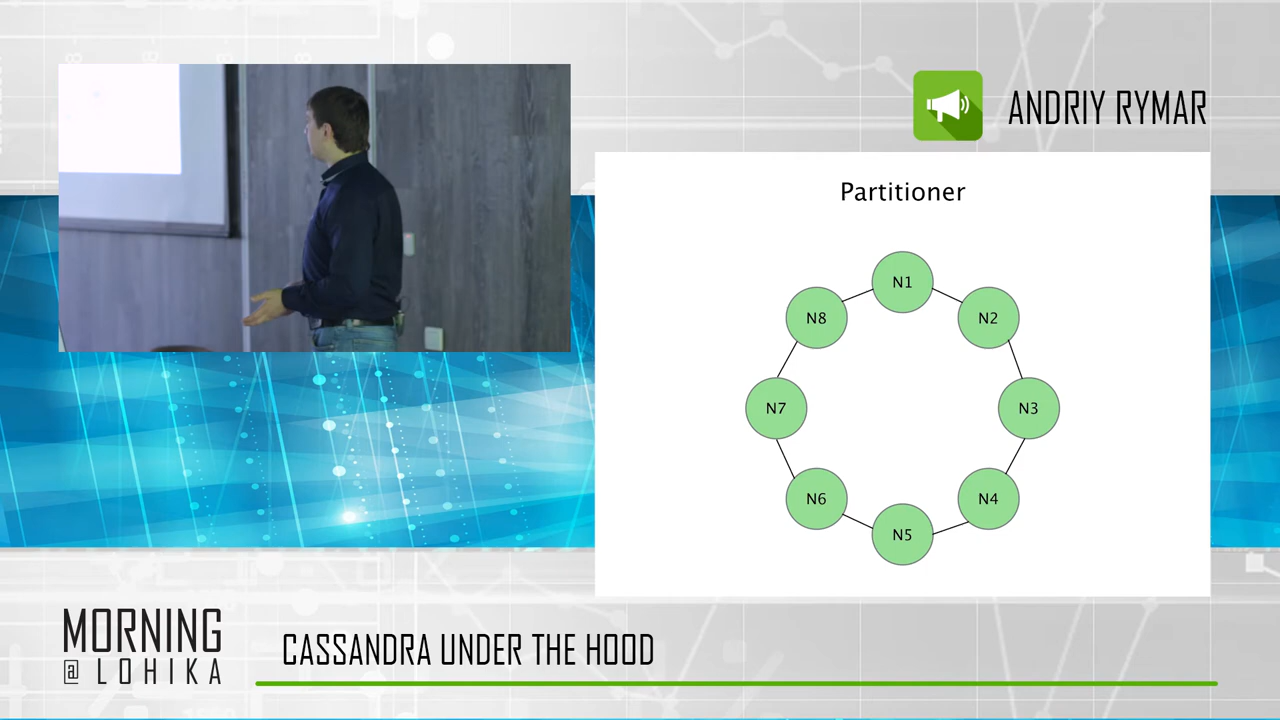 ANDRIY RYMAR
Partitioner
N1
N8
N2
N7
N3
N6
N4
N5
MORNING
@ LOHIKA
CASSANDRA UNDER THE HOOD